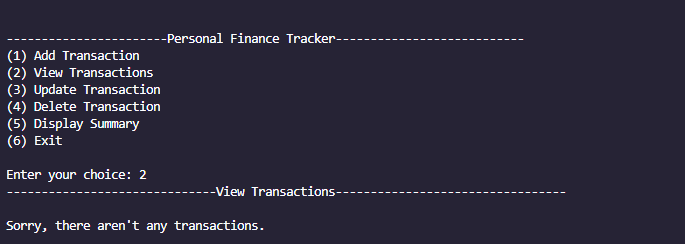 -----------------------Personal Finance Tracker---------------------------
(1) Add Transaction
(2) View Transactions
(3) Update Transaction
(4) Delete Transaction
(5) Display Summary
(6) Exit
Enter your choice: 2
------------------------------View Transactions---------------------------------
Sorry, there aren't any transactions.